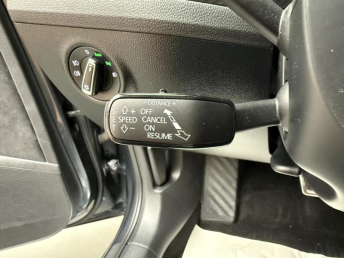 - DISTANCE +
S + OFF
E SPEED CANCEL
T - ON
RESUME